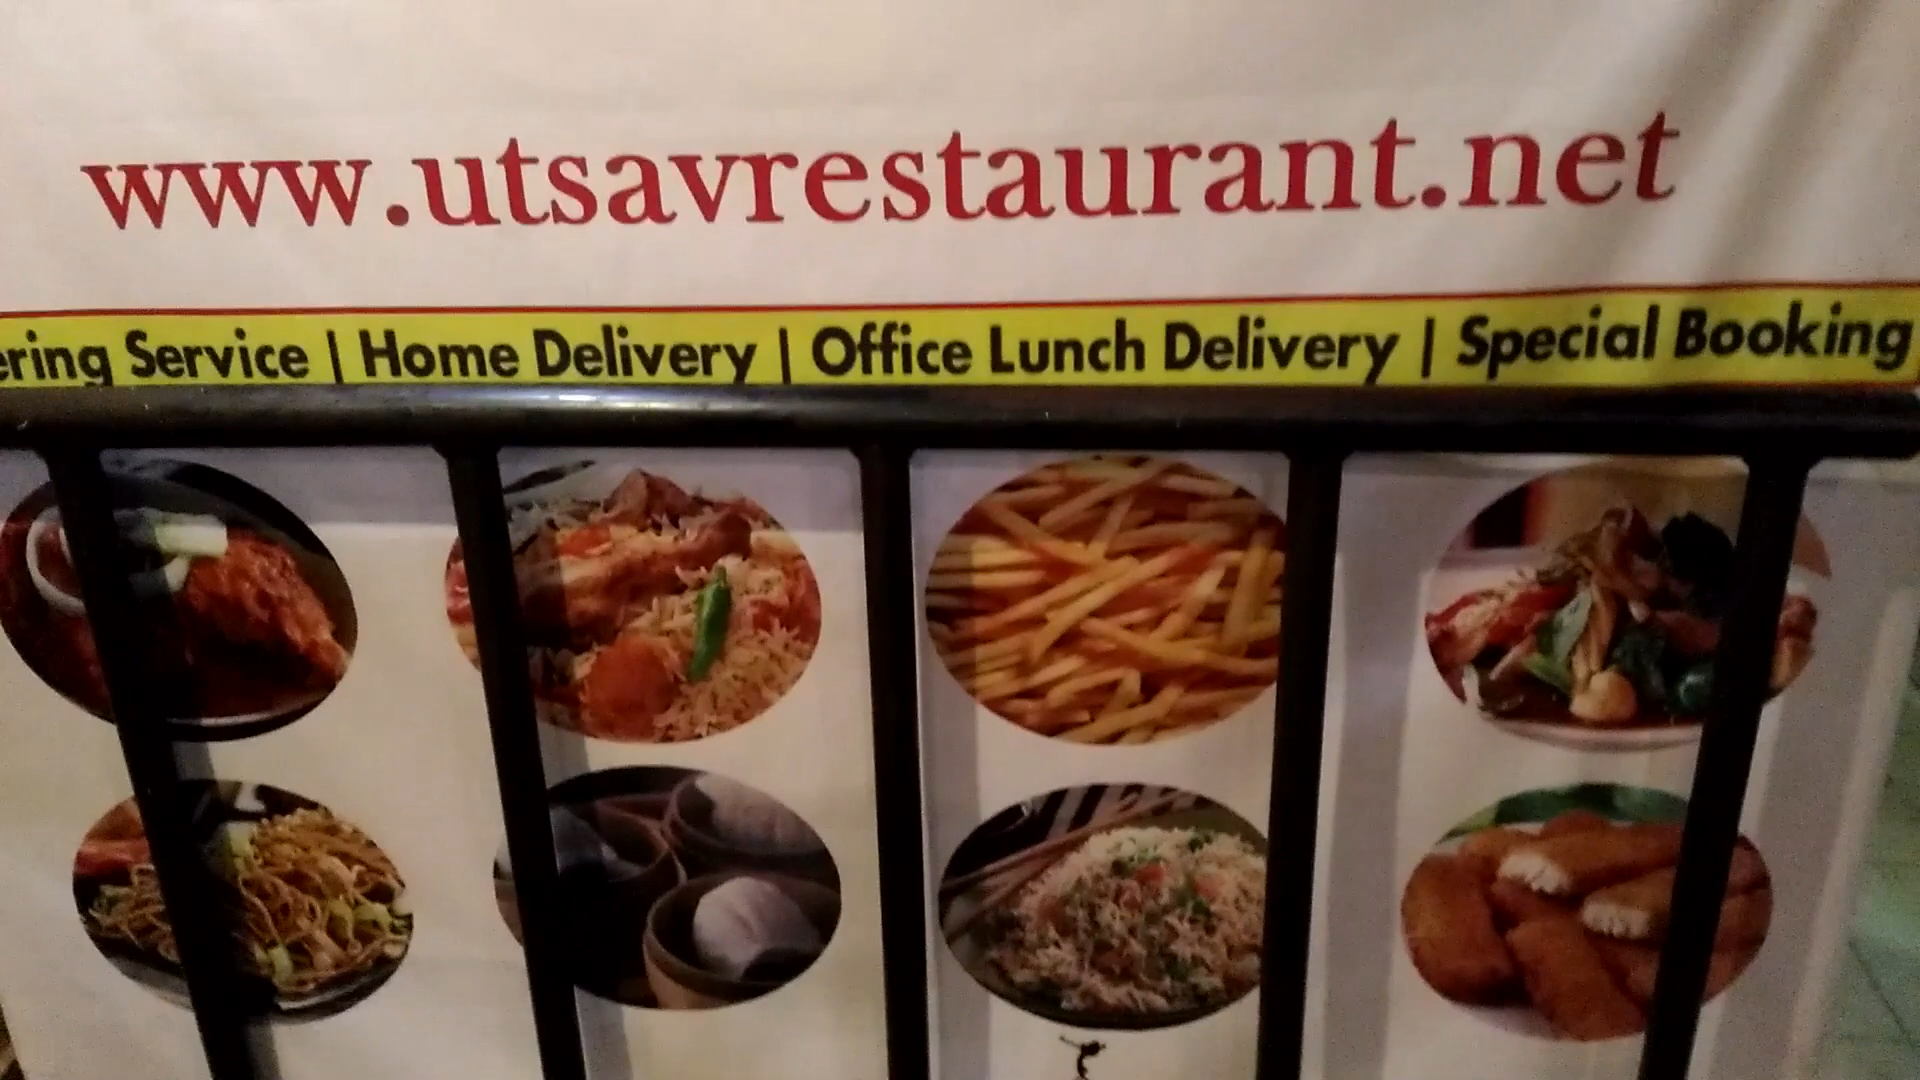 www.utsavrestaurant.net
ering Service | Home Delivery | Office Lunch Delivery | Special Booking